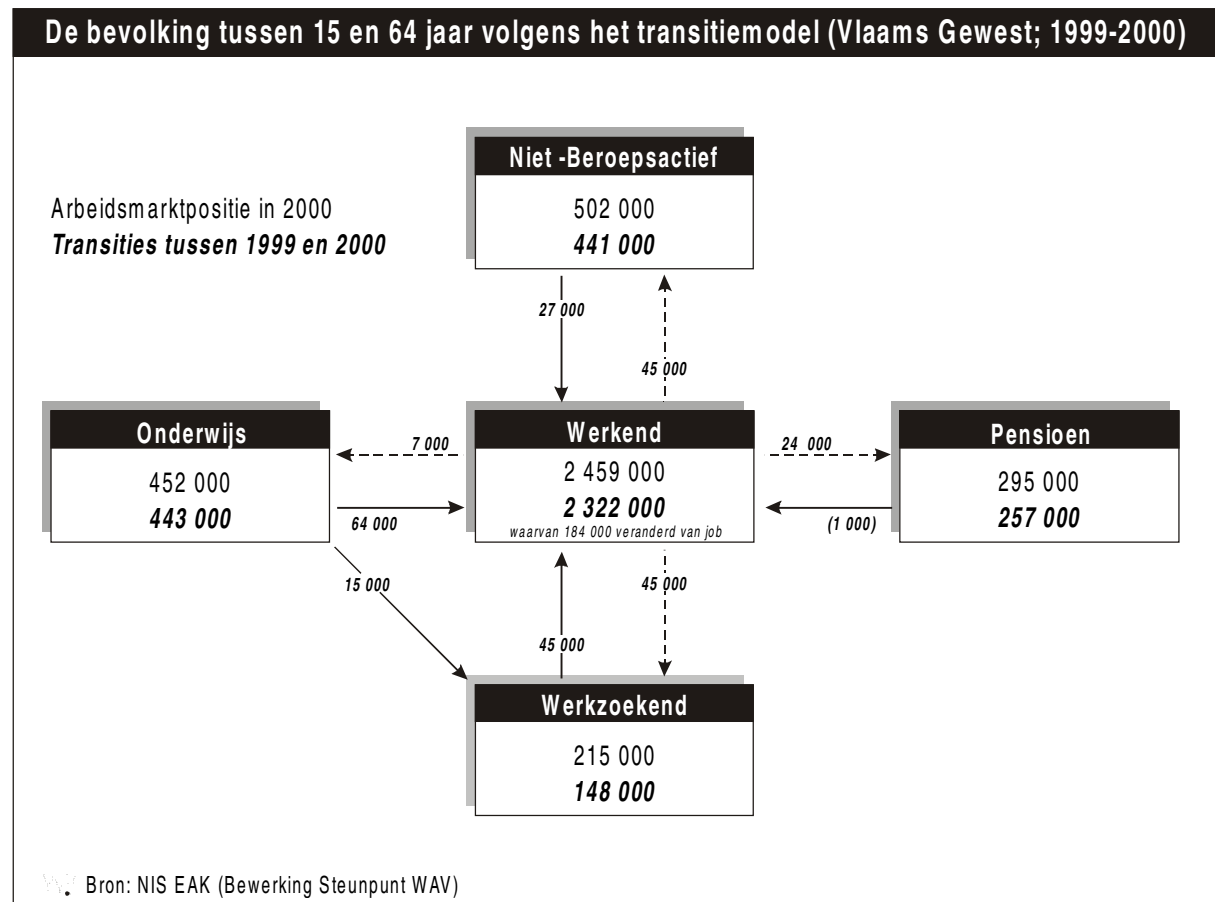 De bevolking tussen 15 en 64 jaar volgens het transitiemodel (Vlaams Gewest; 1999-2000)
Niet -Beroepsactief
502 000
441 000
Arbeidsmarktpositie in 2000
Transities tussen 1999 en 2000
27 000
45 000
Onderwijs
452 000
443 000
7 000
64 000
Werkend
2 459 000
2 322 000
waarvan 184 000 veranderd van job
24 000
(1 000)
Pensioen
295 000
257 000
15 000
45 000
45 000
Werkzoekend
215 000
148 000
Bron: NIS EAK (Bewerking Steunpunt WAV)